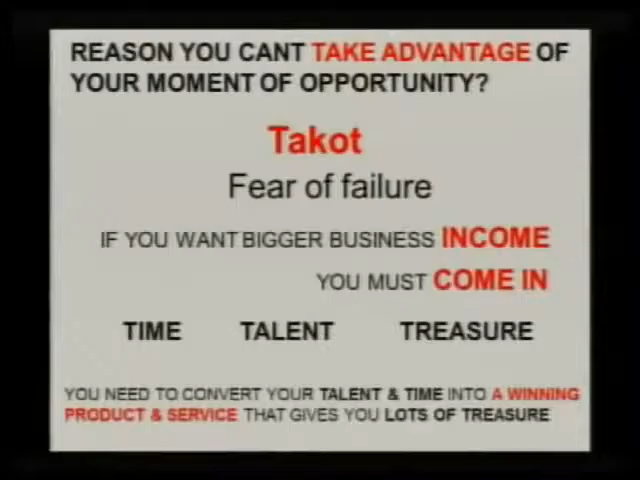 REASON YOU CANT TAKE ADVANTAGE OF
YOUR MOMENT OF OPPORTUNITY?
Takot
Fear of failure
IF YOU WANT BIGGER BUSINESS INCOME
YOU MUST COME IN
TIME TALENT TREASURE
YOU NEED TO CONVERT YOUR TALENT & TIME INTO A WINNING
PRODUCT & SERVICE THAT GIVES YOU LOTS OF TREASURE